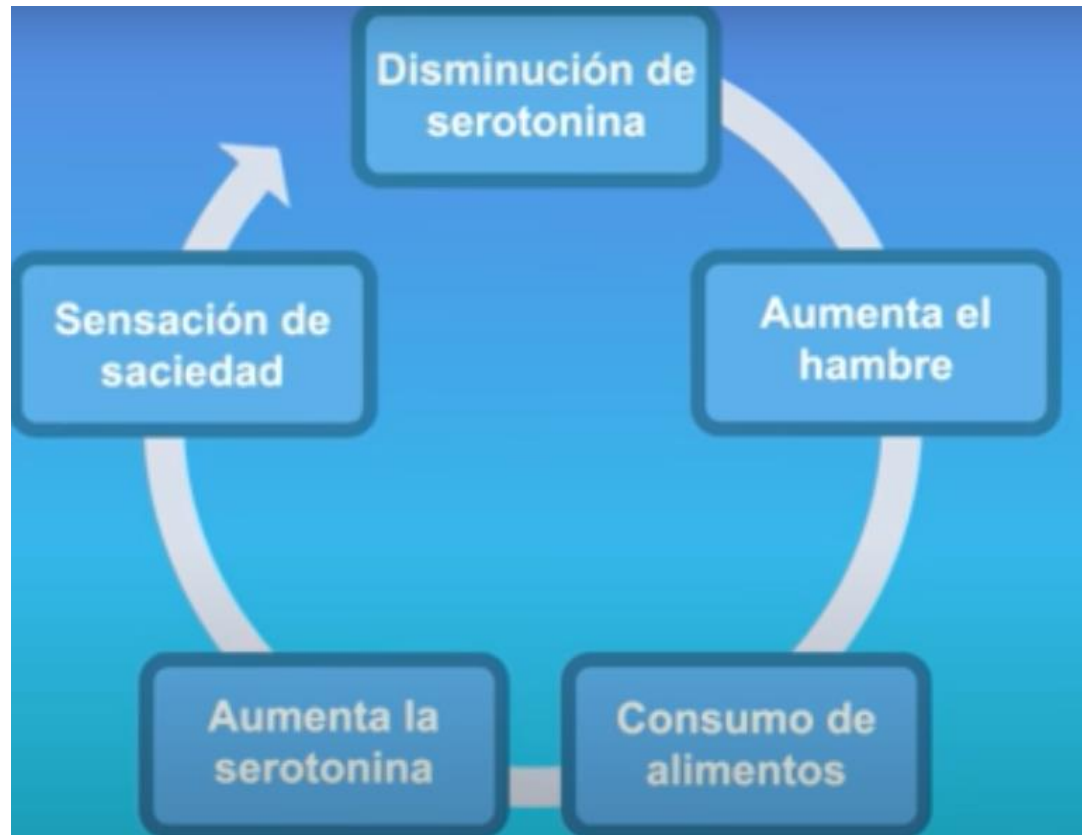 Disminución de
serotonina
Aumenta el
hambre
Consumo de
alimentos
Aumenta la
serotonina
Sensación de
saciedad